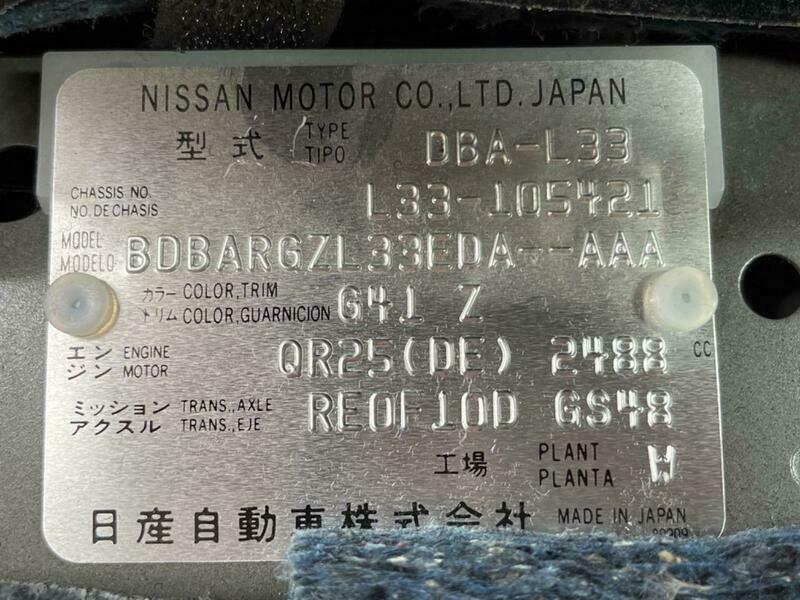 NISSAN MOTOR CO.,LTD. JAPAN
型式 TYPE TIPO DBA-L33
CHASSIS NO.
NO. DE CHASIS L33-105421
MODEL
MODELO BDBARGZL33EDA--AAA
カラー COLOR,TRIM
トリム COLOR,GUARNICION G41 Z
エン ENGINE
ジン MOTOR QR25(DE) 2488 CC
ミッション TRANS.,AXLE
アクスル TRANS.,EJE RE0F10D GS48
工場 PLANT
PLANTA W
日産自動車株式会社 MADE IN JAPAN